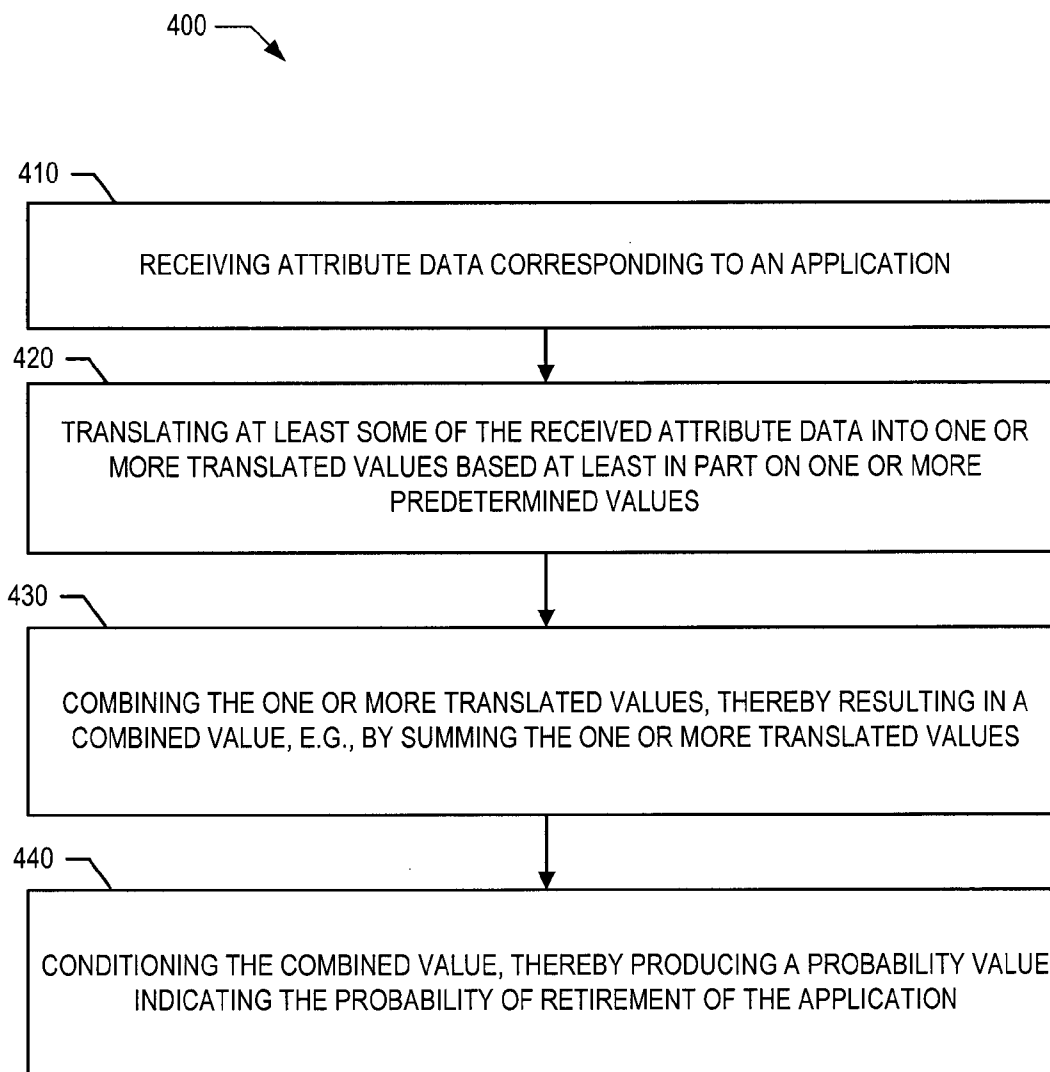 400
410
RECEIVING ATTRIBUTE DATA CORRESPONDING TO AN APPLICATION
420
TRANSLATING AT LEAST SOME OF THE RECEIVED ATTRIBUTE DATA INTO ONE OR
MORE TRANSLATED VALUES BASED AT LEAST IN PART ON ONE OR MORE
PREDETERMINED VALUES
430
COMBINING THE ONE OR MORE TRANSLATED VALUES, THEREBY RESULTING IN A
COMBINED VALUE, E.G., BY SUMMING THE ONE OR MORE TRANSLATED VALUES
440
CONDITIONING THE COMBINED VALUE, THEREBY PRODUCING A PROBABILITY VALUE
INDICATING THE PROBABILITY OF RETIREMENT OF THE APPLICATION